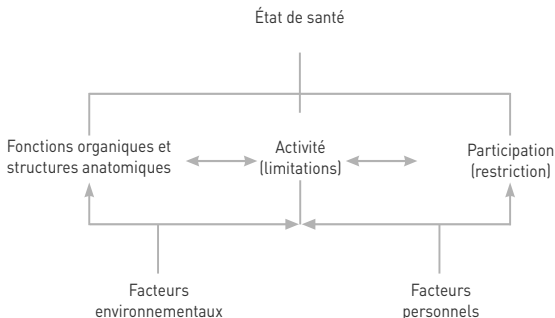 État de santé
Fonctions organiques et
structures anatomiques
Activité
(limitations)
Participation
(restriction)
Facteurs
environnementaux
Facteurs
personnels